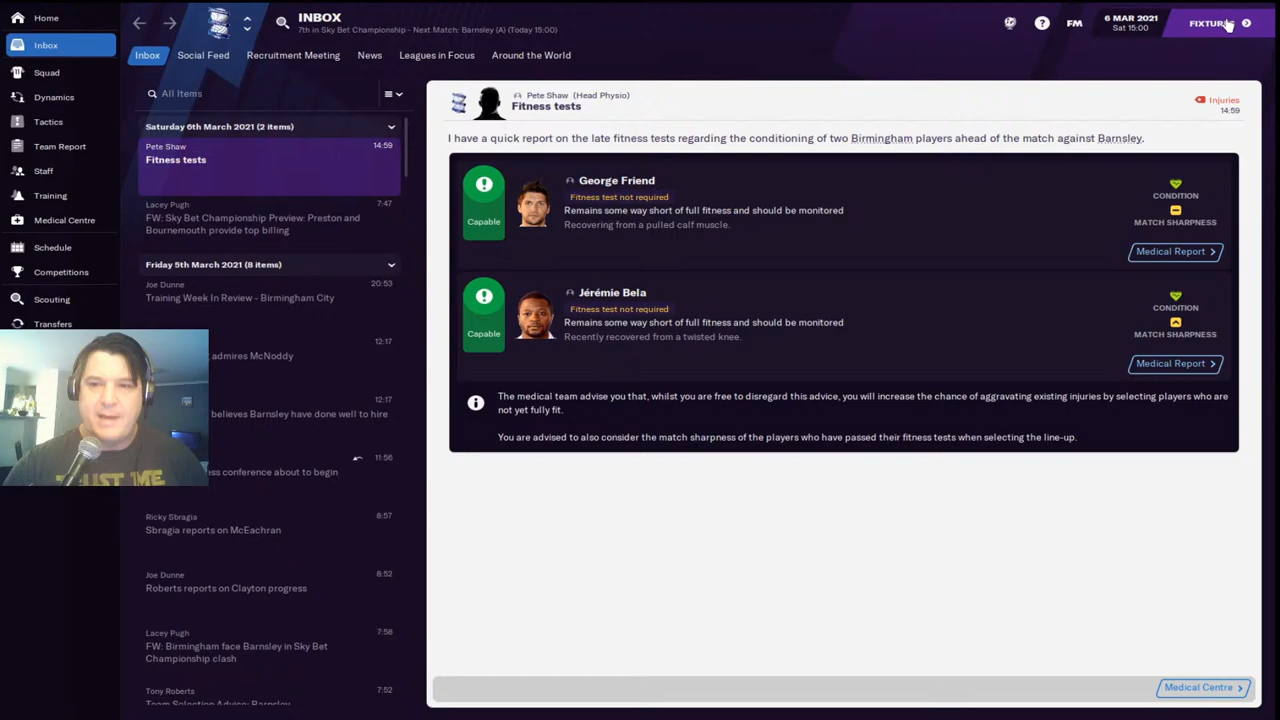 Home
Inbox
Squad
Dynamics
Tactics
Team Report
Staff
Training
Medical Centre
Schedule
Competitions
Scouting
Transfers
INBOX
7th in Sky Bet Championship - Next Match: Barnsley (A) (Today 15:00)
?
FM
6 MAR 2021
Sat 15:00
FIXTURES
Inbox
Social Feed
Recruitment Meeting
News
Leagues in Focus
Around the World
All Items
Saturday 6th March 2021 (2 items)
Pete Shaw 14:59
Fitness tests
Lacey Pugh 7:47
FW: Sky Bet Championship Preview: Preston and
Bournemouth provide top billing
Friday 5th March 2021 (8 items)
Joe Dunne 20:53
Training Week In Review - Birmingham City
12:17
admires McNoddy
12:17
believes Barnsley have done well to hire
11:56
conference about to begin
Ricky Sbragia 8:57
Sbragia reports on McEachran
Joe Dunne 8:52
Roberts reports on Clayton progress
Lacey Pugh 7:58
FW: Birmingham face Barnsley in Sky Bet
Championship clash
Tony Roberts 7:52
Team Selection Advice: Barnsley
Pete Shaw (Head Physio)
Fitness tests
Injuries
14:59
I have a quick report on the late fitness tests regarding the conditioning of two Birmingham players ahead of the match against Barnsley.
Capable
George Friend
Fitness test not required
Remains some way short of full fitness and should be monitored
Recovering from a pulled calf muscle.
CONDITION
MATCH SHARPNESS
Medical Report
Capable
Jérémie Bela
Fitness test not required
Remains some way short of full fitness and should be monitored
Recently recovered from a twisted knee.
CONDITION
MATCH SHARPNESS
Medical Report
The medical team advise you that, whilst you are free to disregard this advice, you will increase the chance of aggravating existing injuries by selecting players who are
not yet fully fit.
You are advised to also consider the match sharpness of the players who have passed their fitness tests when selecting the line-up.
Medical Centre
TRUST ME